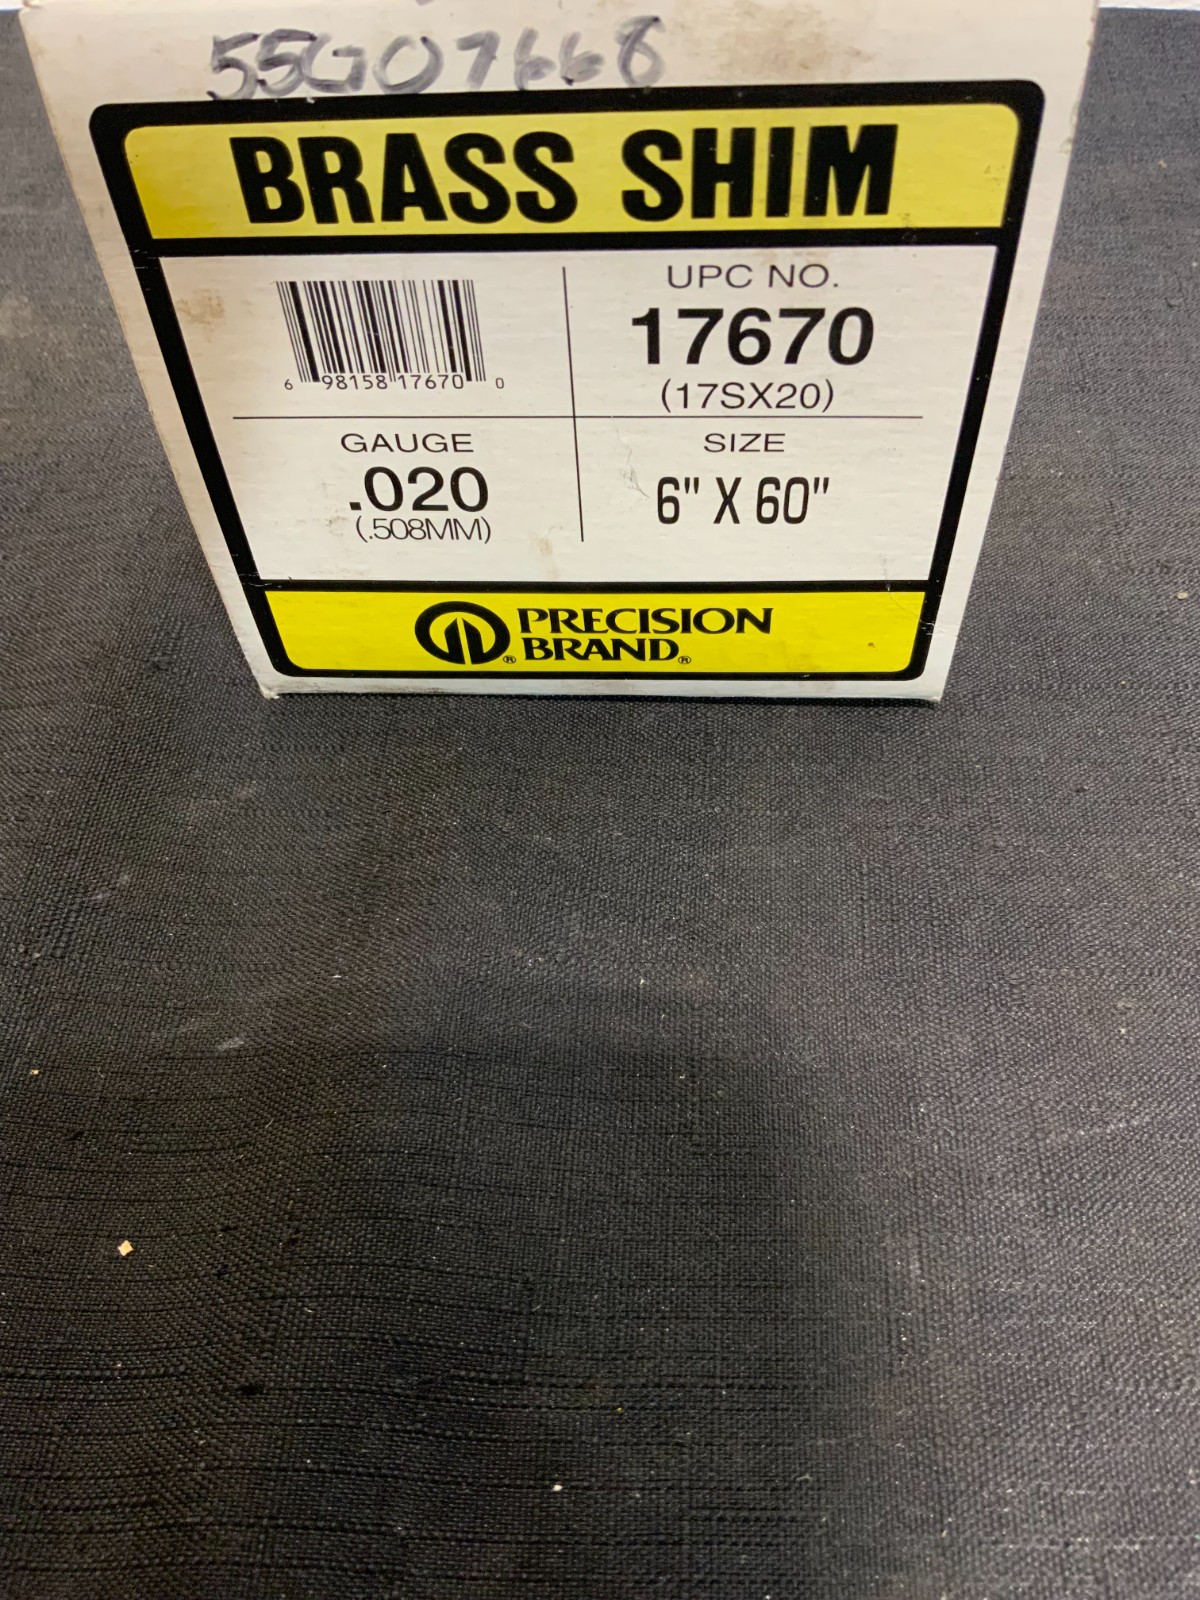 55G07668
BRASS SHIM
6 98158 17670 0
UPC NO.
17670
(17SX20)
GAUGE
.020
(.508MM)
SIZE
6" X 60"
PRECISION
BRAND®